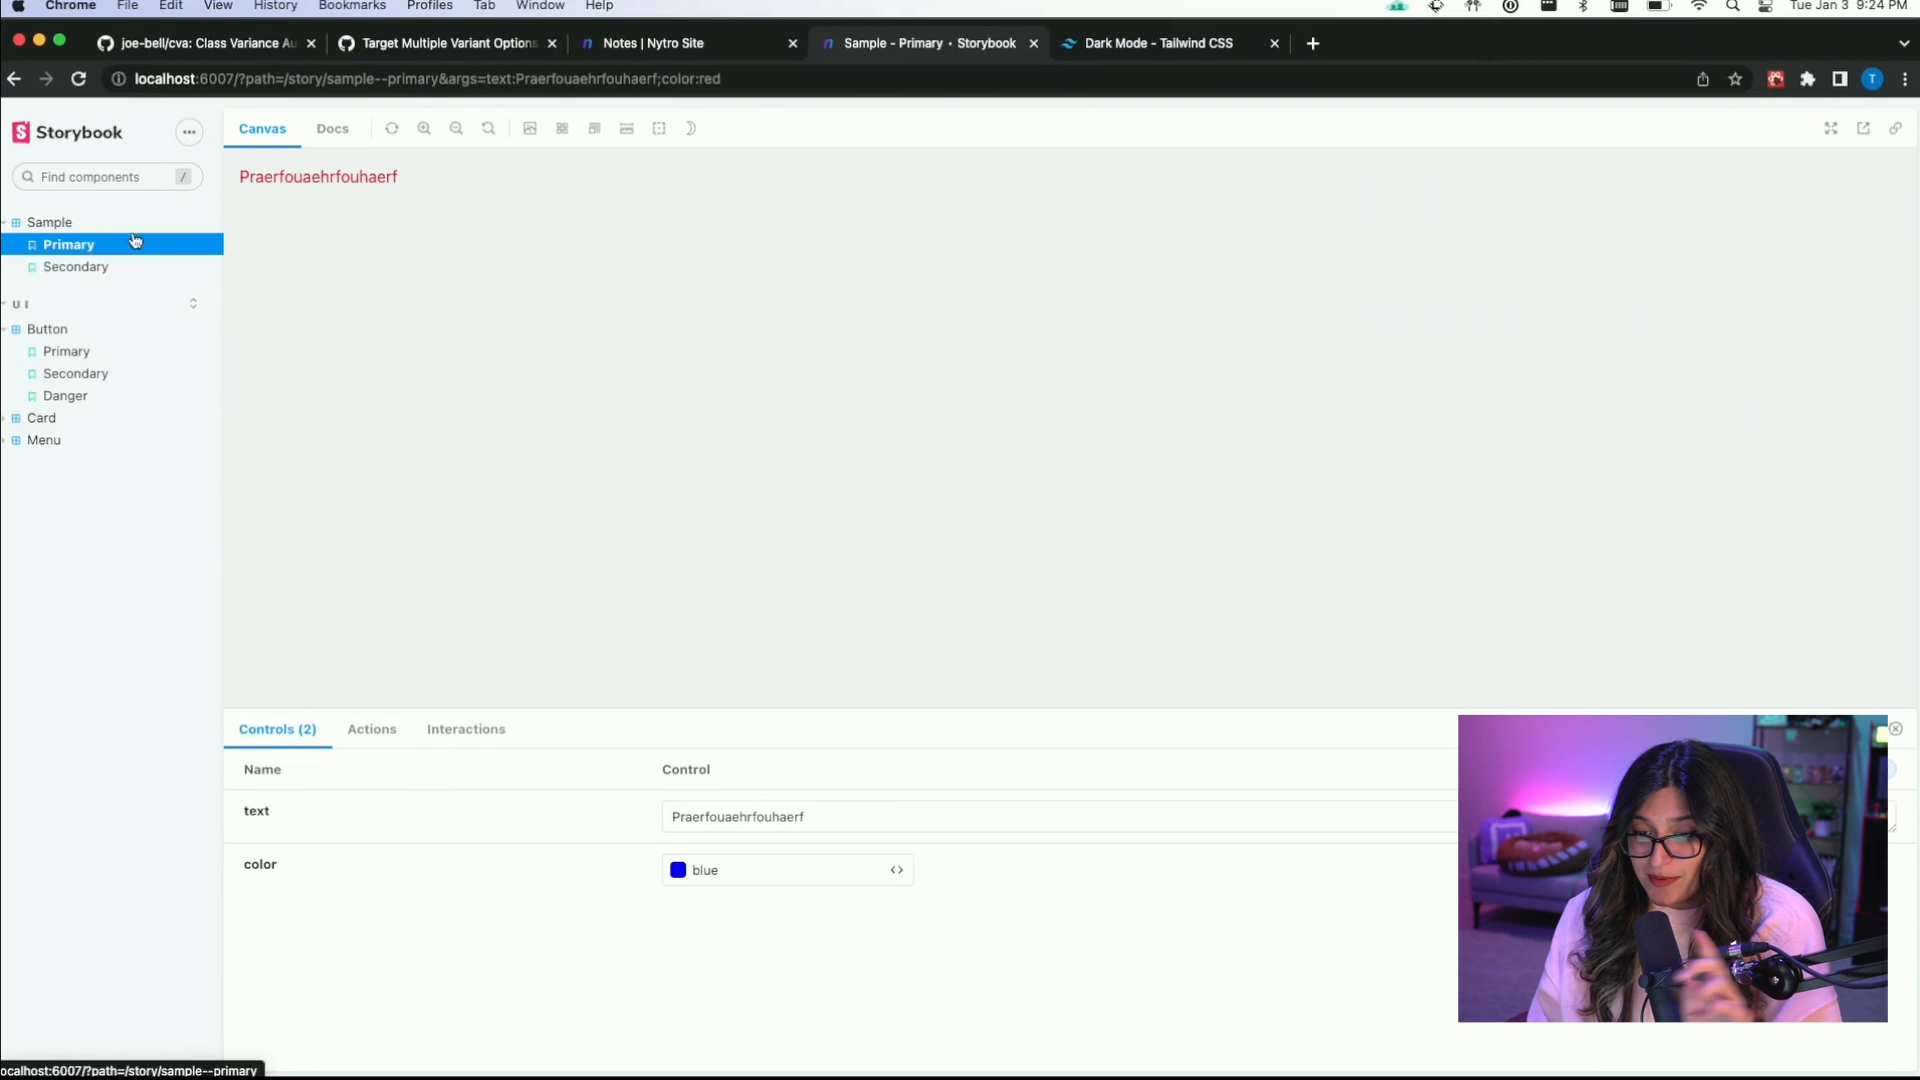 Chrome File Edit View History Bookmarks Profiles Tab Window Help Tue Jan 3 9:24 PM
joe-bell/cva: Class Variance Au Target Multiple Variant Options Notes | Nytro Site Sample - Primary • Storybook Dark Mode - Tailwind CSS
localhost:6007/?path=/story/sample--primary&args=text:Praerfouaehrfouhaerf;color:red T
Storybook
Canvas Docs
Find components /
Praerfouaehrfouhaerf
Sample
Primary
Secondary
UI
Button
Primary
Secondary
Danger
Card
Menu
Controls (2) Actions Interactions
Name Control
text Praerfouaehrfouhaerf
color blue
ocalhost:6007/?path=/story/sample--primary